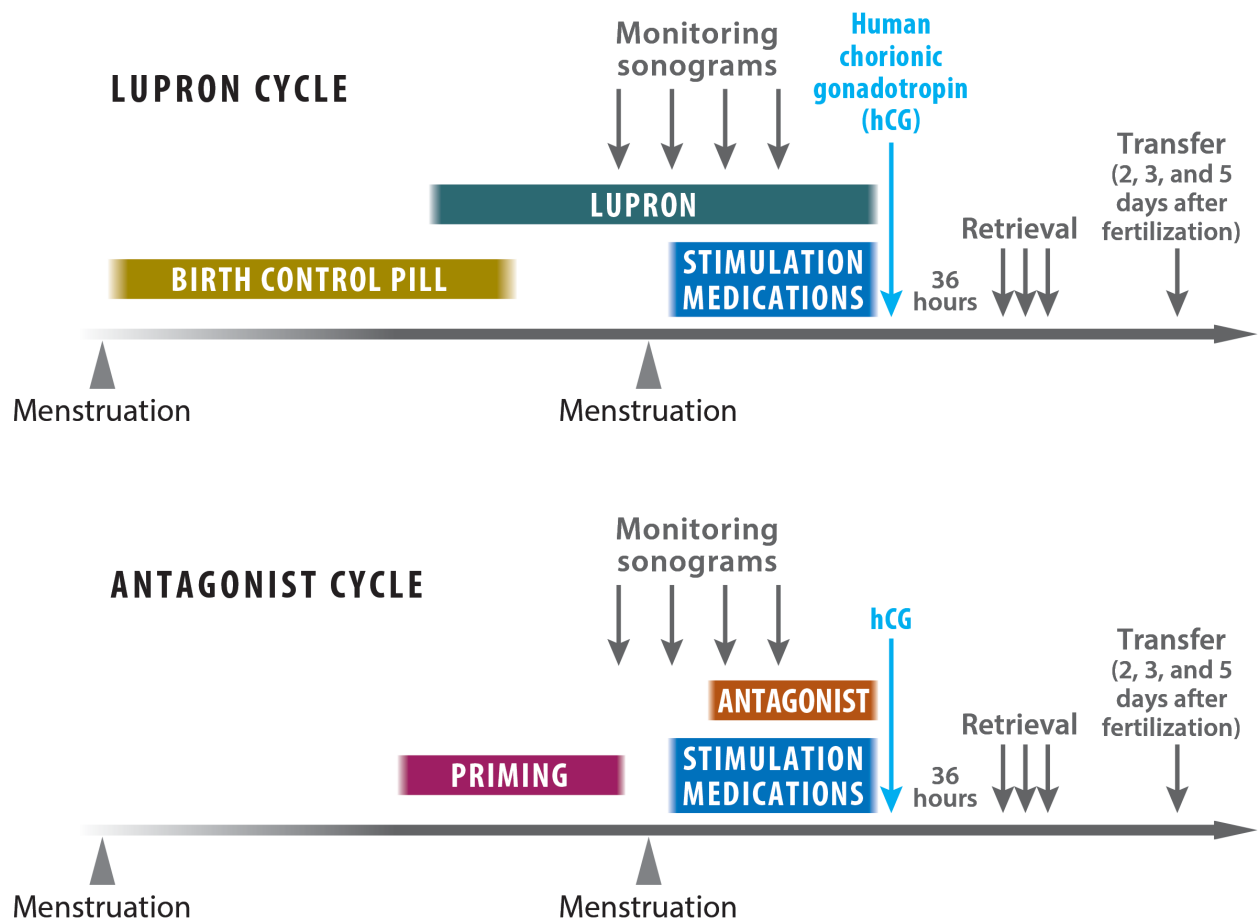 LUPRON CYCLE
Monitoring
sonograms
Human
chorionic
gonadotropin
(hCG)
Transfer
(2, 3, and 5
days after
fertilization)
LUPRON
Retrieval
BIRTH CONTROL PILL
STIMULATION
MEDICATIONS
36
hours
Menstruation
Menstruation
ANTAGONIST CYCLE
Monitoring
sonograms
hCG
Transfer
(2, 3, and 5
days after
fertilization)
ANTAGONIST
Retrieval
PRIMING
STIMULATION
MEDICATIONS
36
hours
Menstruation
Menstruation